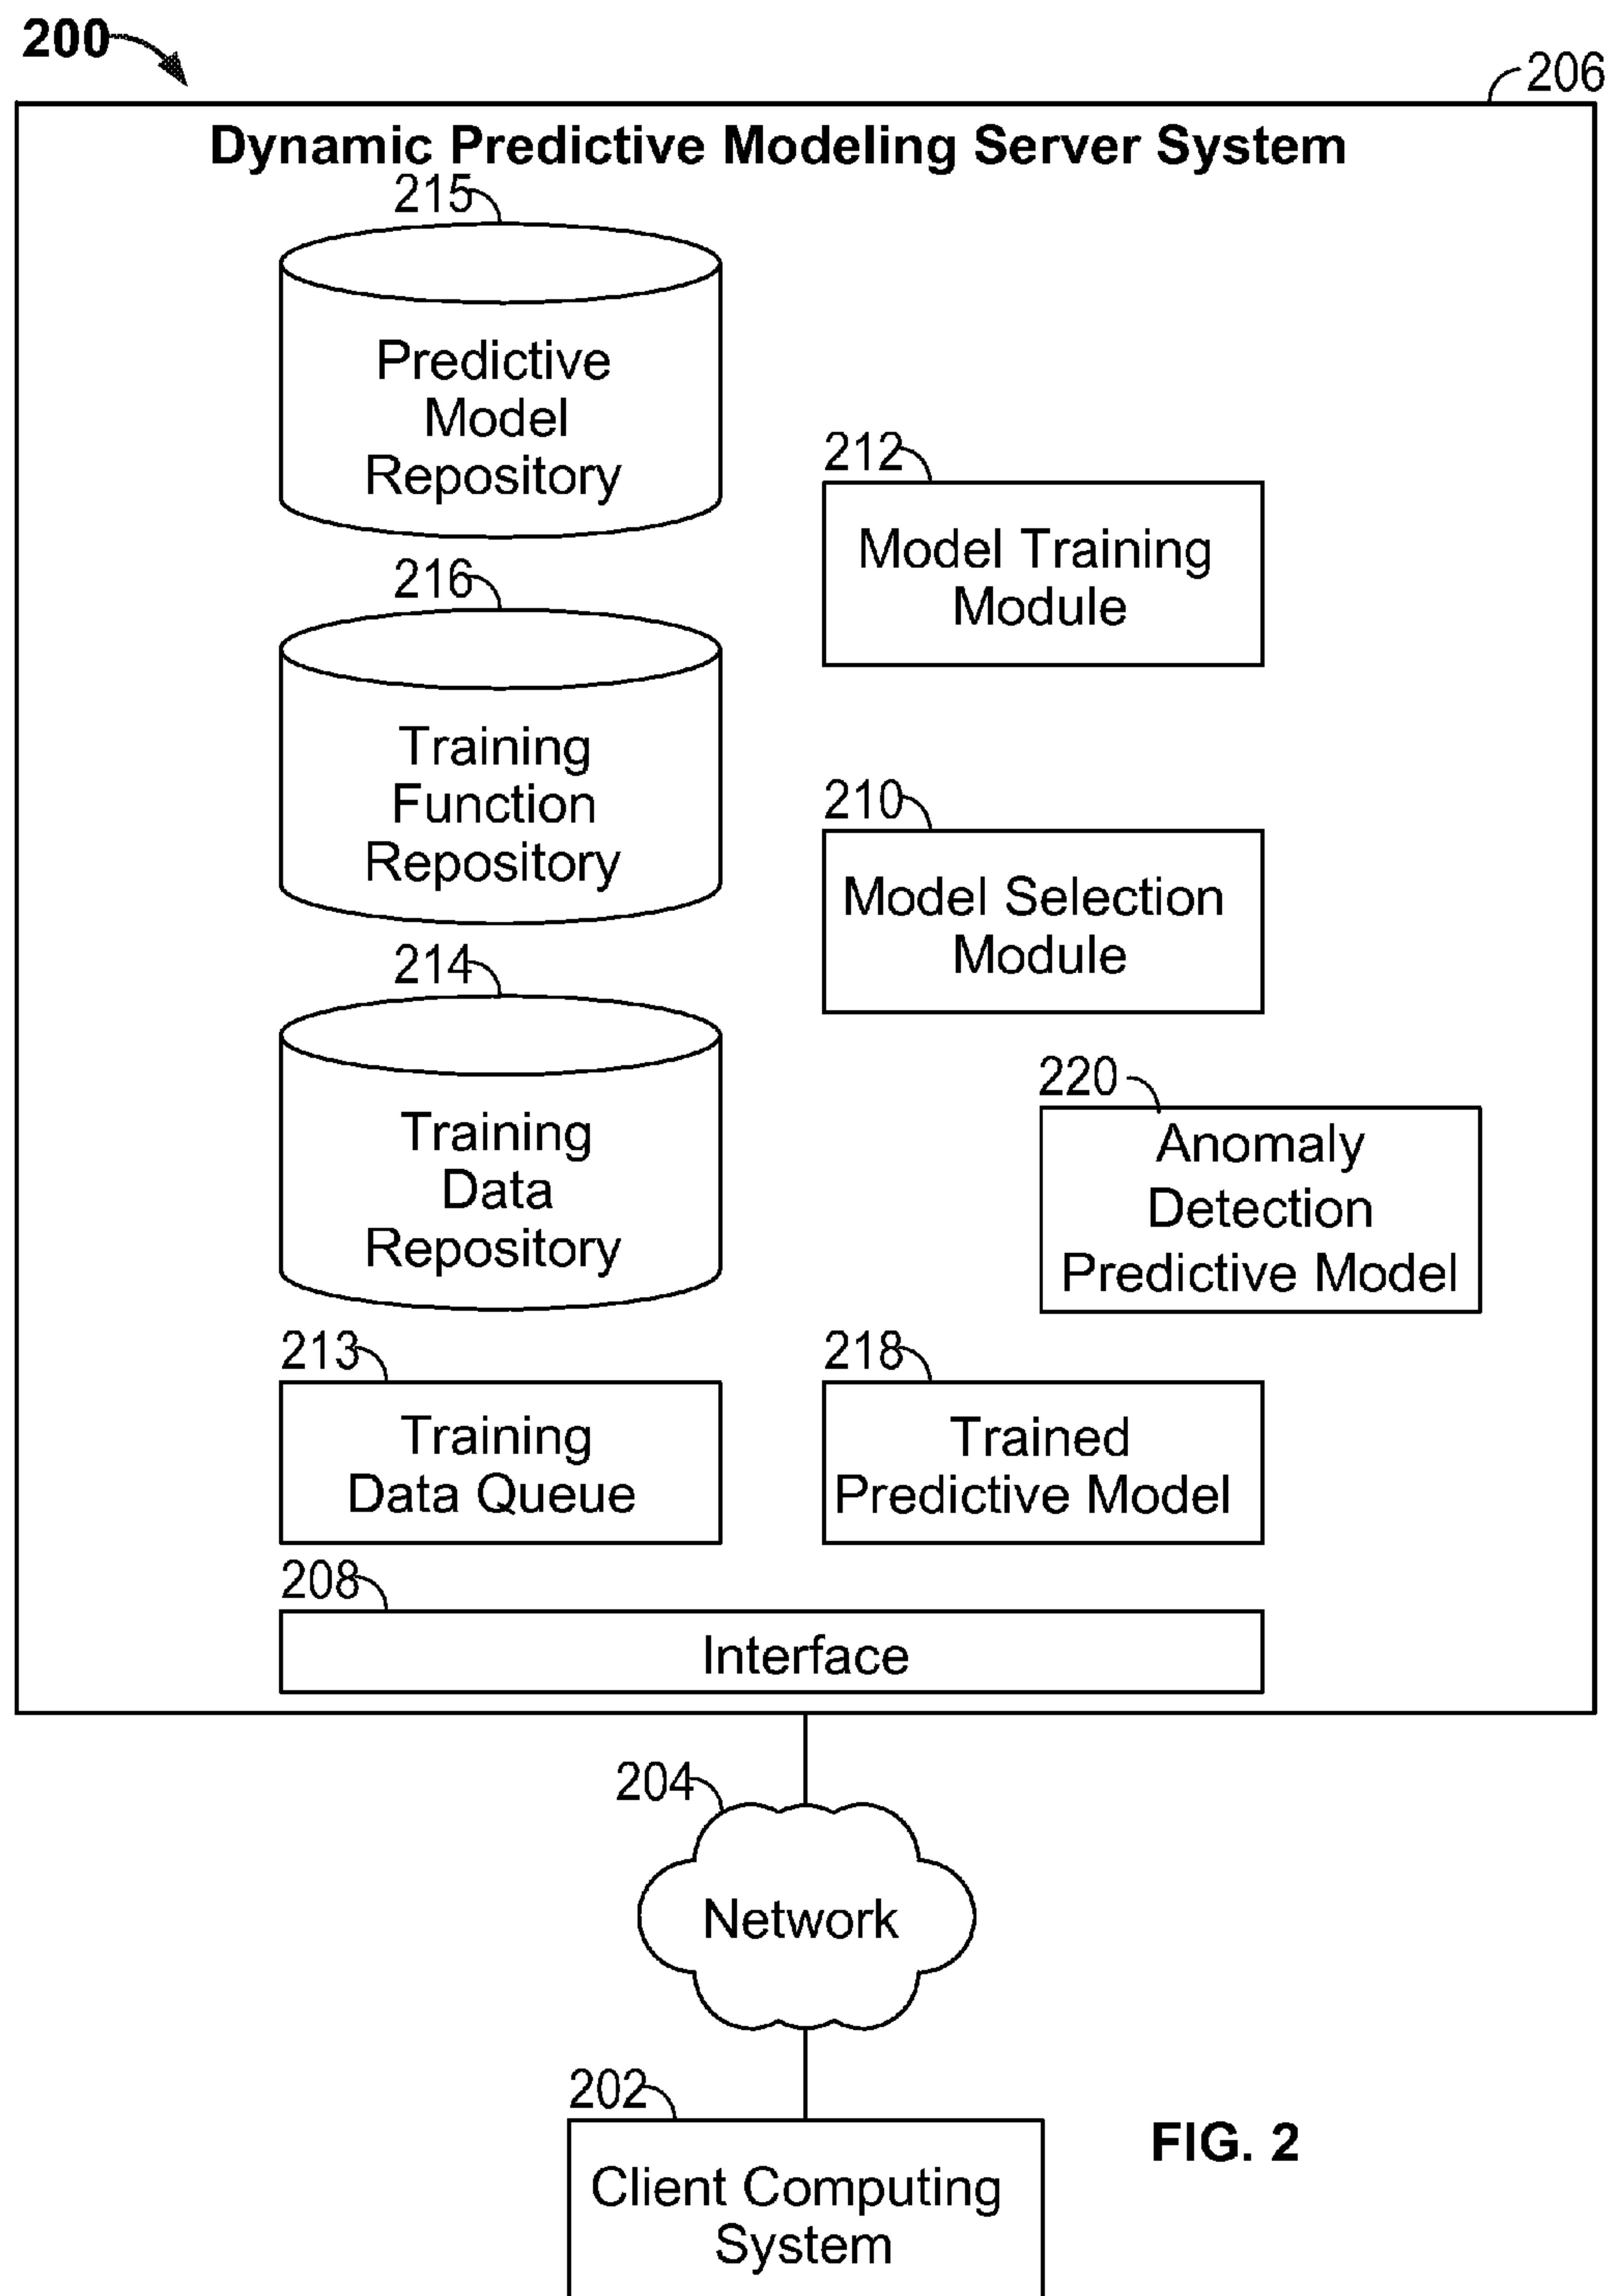 200
206
Dynamic Predictive Modeling Server System
215
Predictive
Model
Repository
212
Model Training
Module
216
Training
Function
Repository
210
Model Selection
Module
214
Training
Data
Repository
220
Anomaly
Detection
Predictive Model
213
Training
Data Queue
218
Trained
Predictive Model
208
Interface
204
Network
202
Client Computing
System
FIG. 2